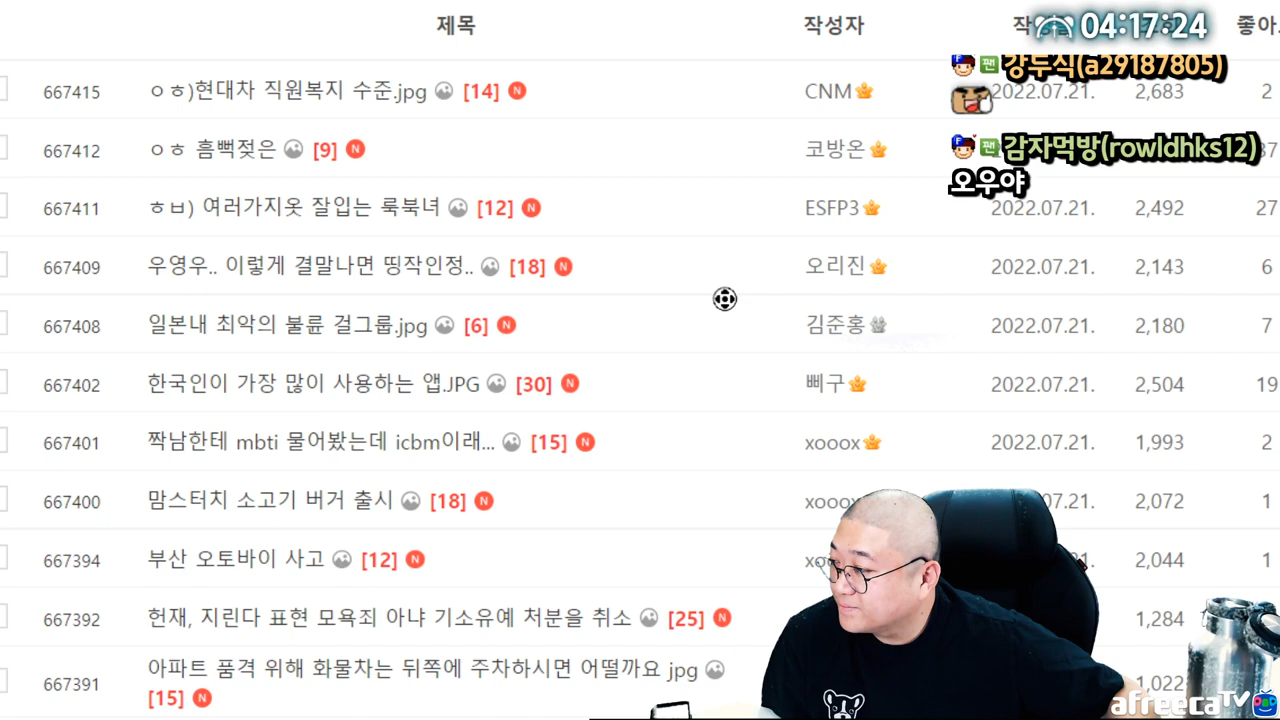 제목 작성자 작 04:17:24 좋아.
팬 강두식(a29187805)
667415 ㅇㅎ)현대차 직원복지 수준.jpg [14] N CNM 2022.07.21. 2,683 2
667412 ㅇㅎ 흠뻑젖은 [9] N 코방온 팬 감자먹방(rowldhks12) 37
오우야
667411 ㅎㅂ) 여러가지옷 잘입는 룩북녀 [12] N ESFP3 2022.07.21. 2,492 27
667409 우영우.. 이렇게 결말나면 띵작인정.. [18] N 오리진 2022.07.21. 2,143 6
667408 일본내 최악의 불륜 걸그룹.jpg [6] N 김준홍 2022.07.21. 2,180 7
667402 한국인이 가장 많이 사용하는 앱.JPG [30] N 삐구 2022.07.21. 2,504 19
667401 짝남한테 mbti 물어봤는데 icbm이래... [15] N xooox 2022.07.21. 1,993 2
667400 맘스터치 소고기 버거 출시 [18] N xooox 07.21. 2,072 1
667394 부산 오토바이 사고 [12] N xo 1. 2,044 1
667392 헌재, 지린다 표현 모욕죄 아냐 기소유예 처분을 취소 [25] N 1,284
667391 아파트 품격 위해 화물차는 뒤쪽에 주차하시면 어떨까요 jpg 1,022
[15] N
afreecaTV